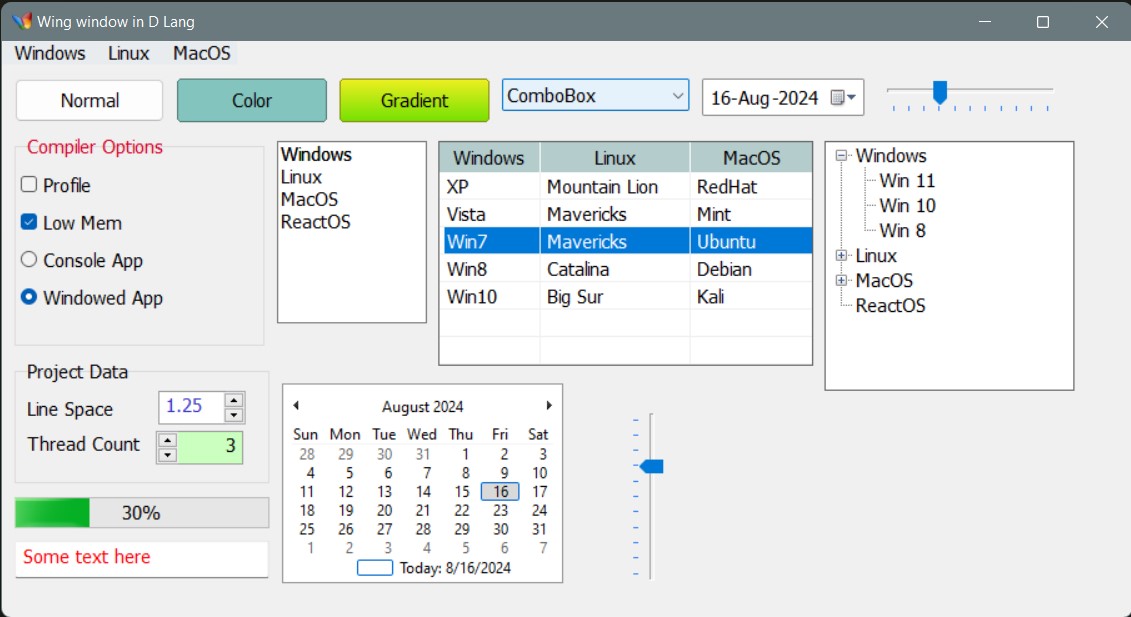 Wing window in D Lang
Windows Linux MacOS
Normal Color Gradient ComboBox 16-Aug-2024
Compiler Options
Profile
Low Mem
Console App
Windowed App
Windows
Linux
MacOS
ReactOS
Windows Linux MacOS
XP Mountain Lion RedHat
Vista Mavericks Mint
Win7 Mavericks Ubuntu
Win8 Catalina Debian
Win10 Big Sur Kali
Windows
Win 11
Win 10
Win 8
Linux
MacOS
ReactOS
Project Data
Line Space 1.25
Thread Count 3
30%
Some text here
August 2024
Sun Mon Tue Wed Thu Fri Sat
28 29 30 31 1 2 3
4 5 6 7 8 9 10
11 12 13 14 15 16 17
18 19 20 21 22 23 24
25 26 27 28 29 30 31
1 2 3 4 5 6 7
Today: 8/16/2024